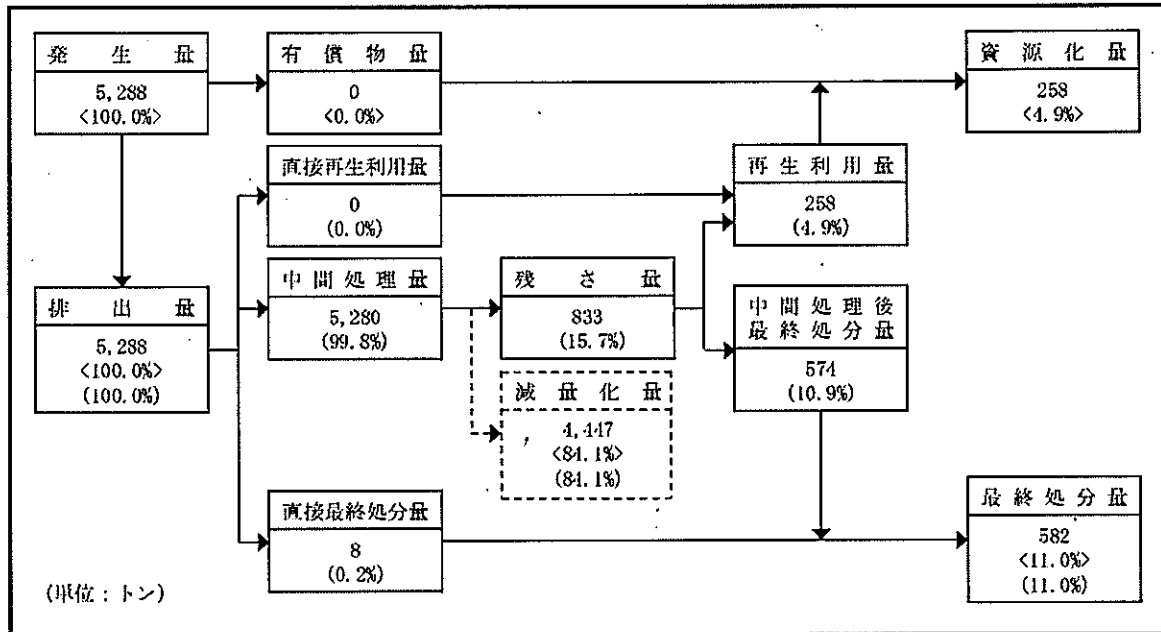 発生量
5,288
<100.0%>
有償物量
0
<0.0%>
資源化量
258
<4.9%>
直接再生利用量
0
(0.0%)
再生利用量
258
(4.9%)
排出量
5,288
<100.0%>
(100.0%)
中間処理量
5,280
(99.8%)
残さ量
833
(15.7%)
中間処理後
最終処分量
574
(10.9%)
減量化量
4,447
<84.1%>
(84.1%)
直接最終処分量
8
(0.2%)
最終処分量
582
<11.0%>
(11.0%)
(単位：トン)